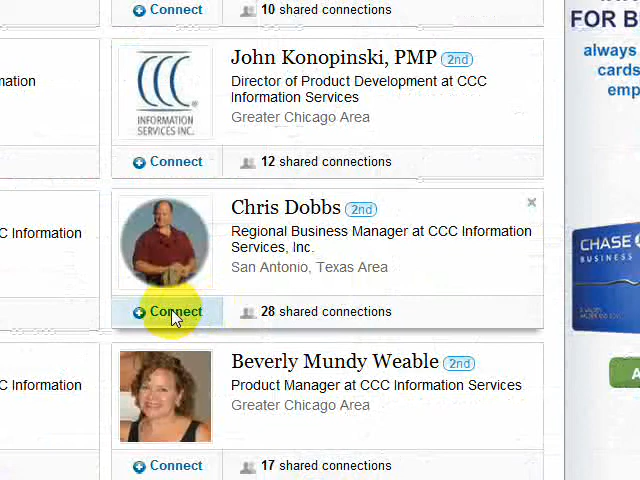 Connect
10 shared connections
FOR B
always
cards
emp
mation
INFORMATION
SERVICES INC.
John Konopinski, PMP 2nd
Director of Product Development at CCC
Information Services
Greater Chicago Area
Connect
12 shared connections
C Information
Chris Dobbs 2nd
Regional Business Manager at CCC Information
Services, Inc.
San Antonio, Texas Area
Connect
28 shared connections
CHASE
BUSINESS
C Information
Beverly Mundy Weable 2nd
Product Manager at CCC Information Services
Greater Chicago Area
Connect
17 shared connections
A